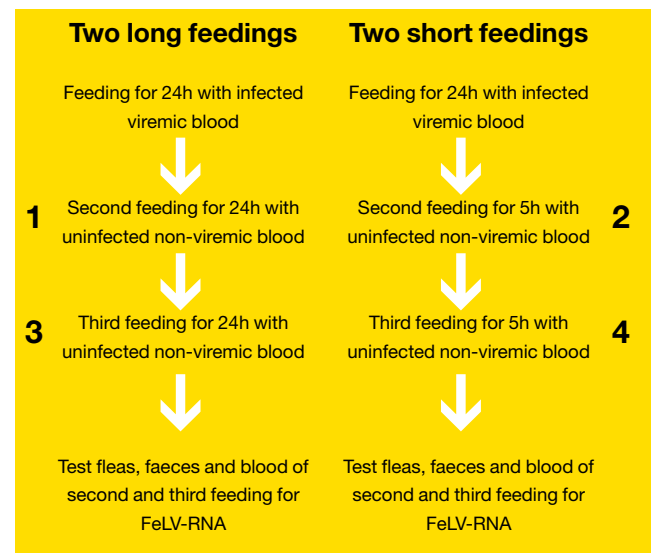 Two long feedings
Feeding for 24h with infected
viremic blood
1
Second feeding for 24h with
uninfected non-viremic blood
3
Third feeding for 24h with
uninfected non-viremic blood
Test fleas, faeces and blood of
second and third feeding for
FeLV-RNA
Two short feedings
Feeding for 24h with infected
viremic blood
Second feeding for 5h with
uninfected non-viremic blood
2
Third feeding for 5h with
uninfected non-viremic blood
4
Test fleas, faeces and blood of
second and third feeding for
FeLV-RNA